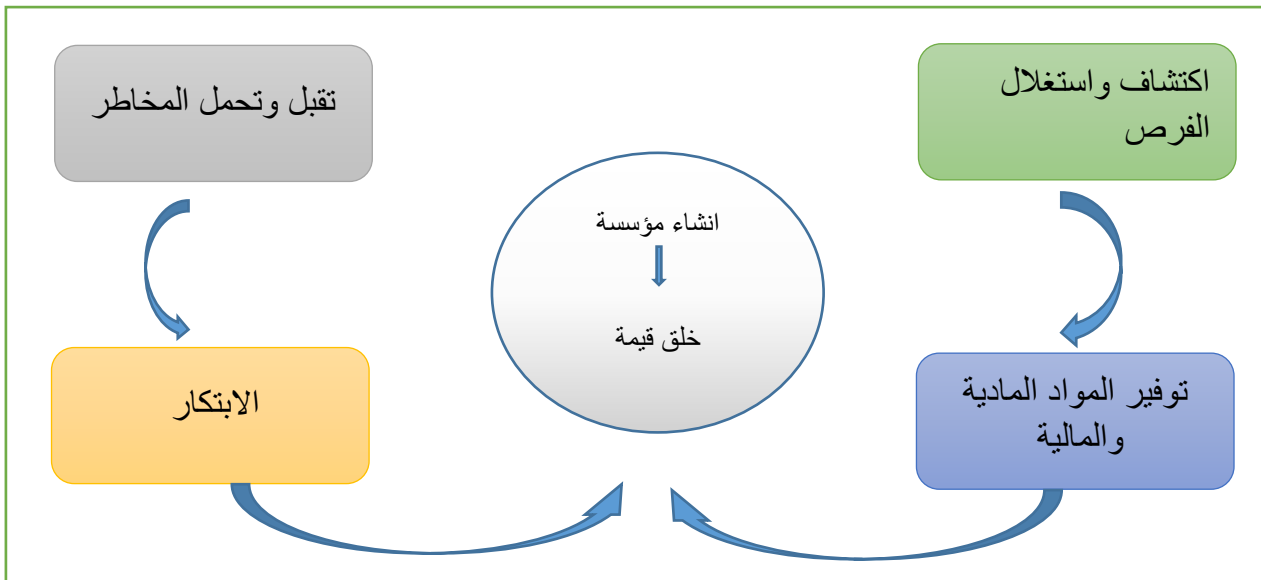 اكتشاف واستغلال
الفرص
تقبل وتحمل المخاطر
انشاء مؤسسة
خلق قيمة
توفير المواد المادية
والمالية
الابتكار